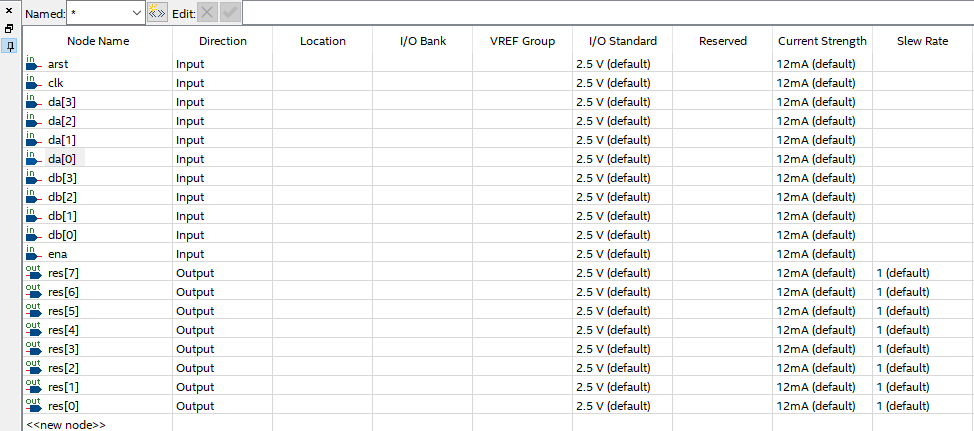 Named: * «» Edit:
Node Name Direction Location I/O Bank VREF Group I/O Standard Reserved Current Strength Slew Rate
in arst Input 2.5 V (default) 12mA (default)
in clk Input 2.5 V (default) 12mA (default)
in da[3] Input 2.5 V (default) 12mA (default)
in da[2] Input 2.5 V (default) 12mA (default)
in da[1] Input 2.5 V (default) 12mA (default)
in da[0] Input 2.5 V (default) 12mA (default)
in db[3] Input 2.5 V (default) 12mA (default)
in db[2] Input 2.5 V (default) 12mA (default)
in db[1] Input 2.5 V (default) 12mA (default)
in db[0] Input 2.5 V (default) 12mA (default)
in ena Input 2.5 V (default) 12mA (default)
out res[7] Output 2.5 V (default) 12mA (default) 1 (default)
out res[6] Output 2.5 V (default) 12mA (default) 1 (default)
out res[5] Output 2.5 V (default) 12mA (default) 1 (default)
out res[4] Output 2.5 V (default) 12mA (default) 1 (default)
out res[3] Output 2.5 V (default) 12mA (default) 1 (default)
out res[2] Output 2.5 V (default) 12mA (default) 1 (default)
out res[1] Output 2.5 V (default) 12mA (default) 1 (default)
out res[0] Output 2.5 V (default) 12mA (default) 1 (default)
<<new node>>